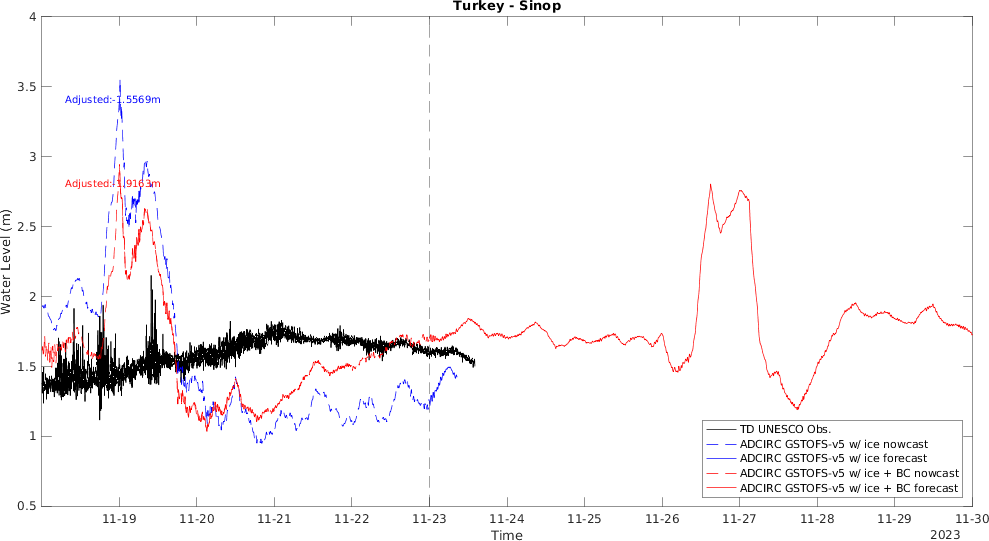 Turkey - Sinop
4
3.5
3
2.5
2
1.5
1
0.5
Water Level (m)
Adjusted:-1.5569m
Adjusted:-1.9163m
TD UNESCO Obs.
ADCIRC GSTOFS-v5 w/ ice nowcast
ADCIRC GSTOFS-v5 w/ ice forecast
ADCIRC GSTOFS-v5 w/ ice + BC nowcast
ADCIRC GSTOFS-v5 w/ ice + BC forecast
11-19 11-20 11-21 11-22 11-23 11-24 11-25 11-26 11-27 11-28 11-29 11-30
Time
2023